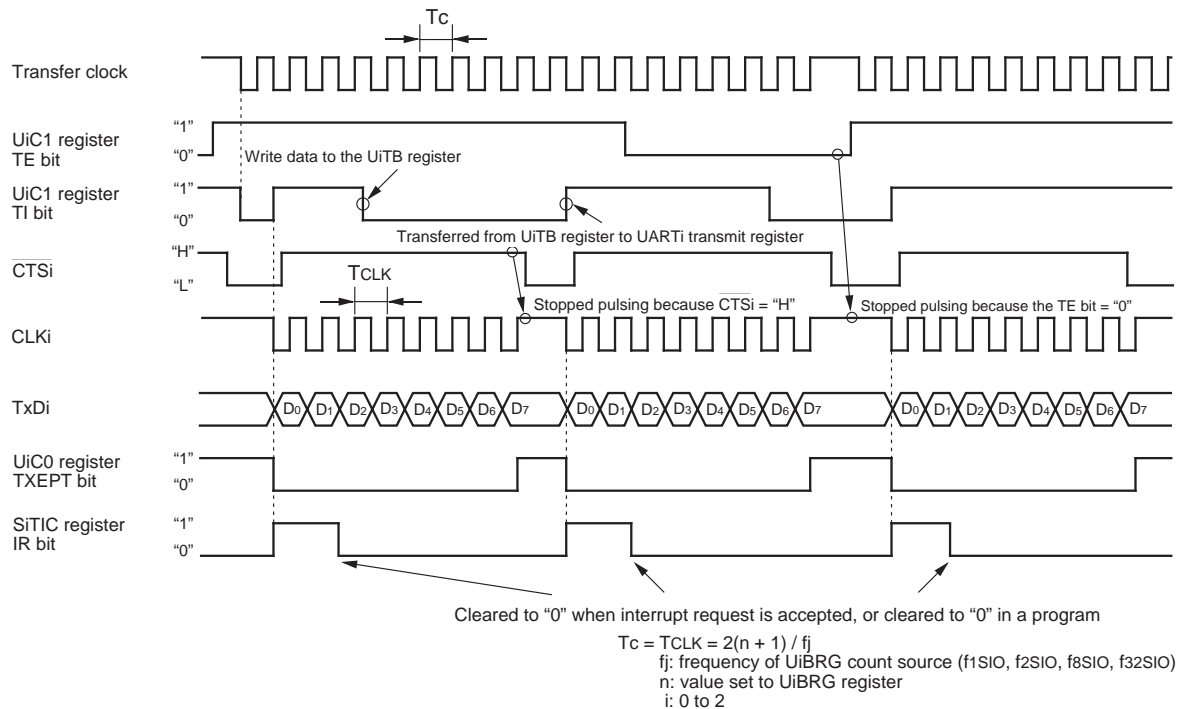 Tc
Transfer clock
UiC1 register
TE bit
“1”
“0”
Write data to the UiTB register
UiC1 register
TI bit
“1”
“0”
Transferred from UiTB register to UARTi transmit register
CTSi
“H”
“L”
TCLK
Stopped pulsing because CTSi = “H”
Stopped pulsing because the TE bit = “0”
CLKi
TxDi
D0 D1 D2 D3 D4 D5 D6 D7 D0 D1 D2 D3 D4 D5 D6 D7 D0 D1 D2 D3 D4 D5 D6 D7
UiC0 register
TXEPT bit
“1”
“0”
SiTIC register
IR bit
“1”
“0”
Cleared to “0” when interrupt request is accepted, or cleared to “0” in a program
Tc = TCLK = 2(n + 1) / fj
fj: frequency of UiBRG count source (f1SIO, f2SIO, f8SIO, f32SIO)
n: value set to UiBRG register
i: 0 to 2